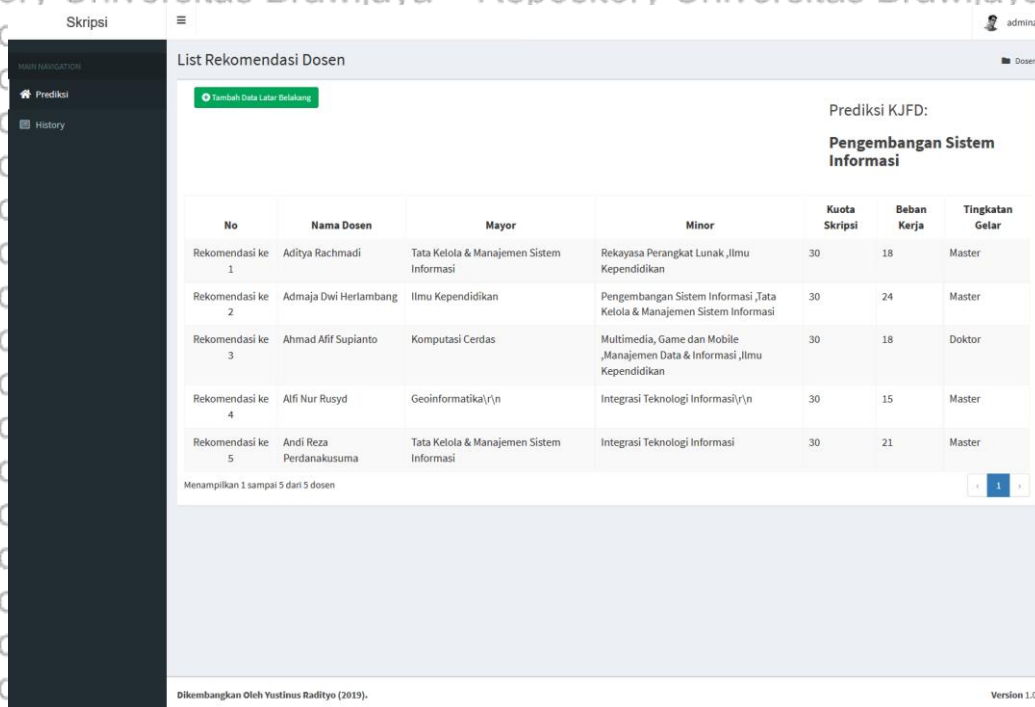 Skripsi
admina
MAIN NAVIGATION
List Rekomendasi Dosen
Dosen
Prediksi
History
Tambah Data Latar Belakang
Prediksi KJFD:
Pengembangan Sistem
Informasi
No Nama Dosen Mayor Minor Kuota Skripsi Beban Kerja Tingkatan Gelar
Rekomendasi ke 1 Aditya Rachmadi Tata Kelola & Manajemen Sistem Informasi Rekayasa Perangkat Lunak ,Ilmu Kependidikan 30 18 Master
Rekomendasi ke 2 Admaja Dwi Herlambang Ilmu Kependidikan Pengembangan Sistem Informasi ,Tata Kelola & Manajemen Sistem Informasi 30 24 Master
Rekomendasi ke 3 Ahmad Afif Supianto Komputasi Cerdas Multimedia, Game dan Mobile ,Manajemen Data & Informasi ,Ilmu Kependidikan 30 18 Doktor
Rekomendasi ke 4 Alfi Nur Rusyd Geoinformatika\r\n Integrasi Teknologi Informasi\r\n 30 15 Master
Rekomendasi ke 5 Andi Reza Perdanakusuma Tata Kelola & Manajemen Sistem Informasi Integrasi Teknologi Informasi 30 21 Master
Menampilkan 1 sampai 5 dari 5 dosen
‹ 1 ›
Dikembangkan Oleh Yustinus Radityo (2019).
Version 1.0